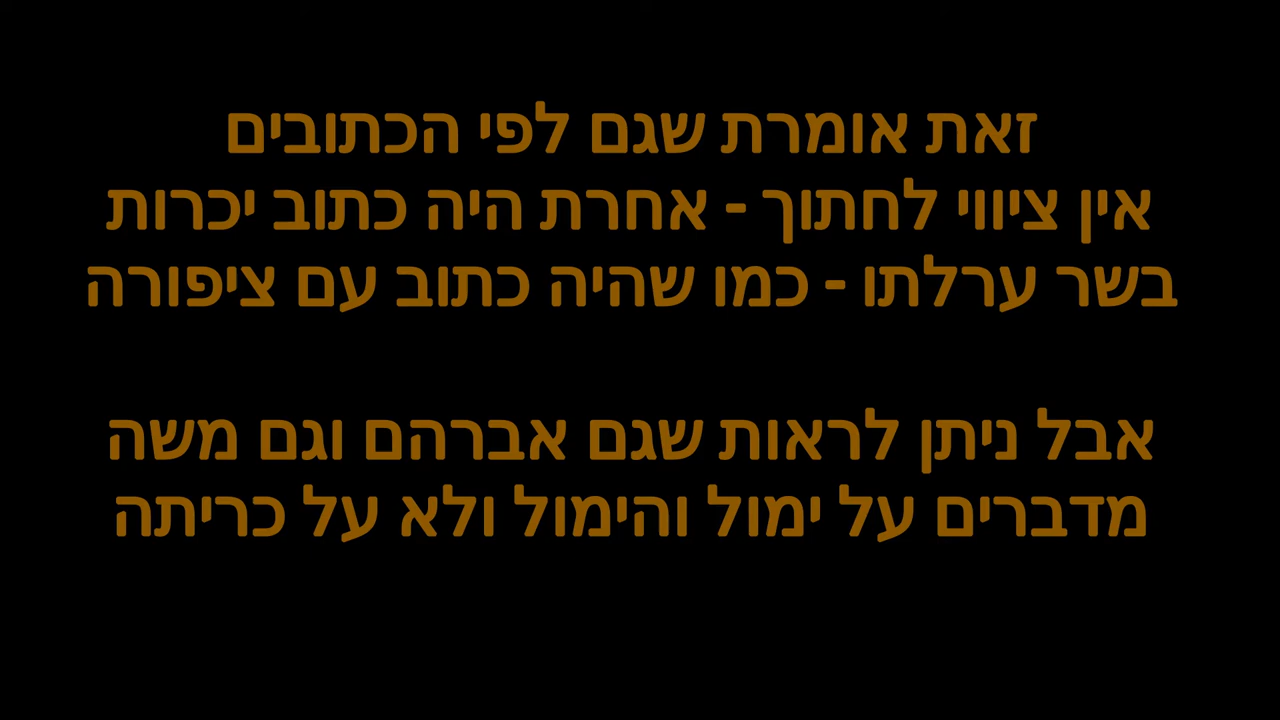 זאת אומרת שגם לפי הכתובים
אין ציווי לחתוך - אחרת היה כתוב יכרות
בשר ערלתו - כמו שהיה כתוב עם ציפורה
אבל ניתן לראות שגם אברהם וגם משה
מדברים על ימול והימול ולא על כריתה